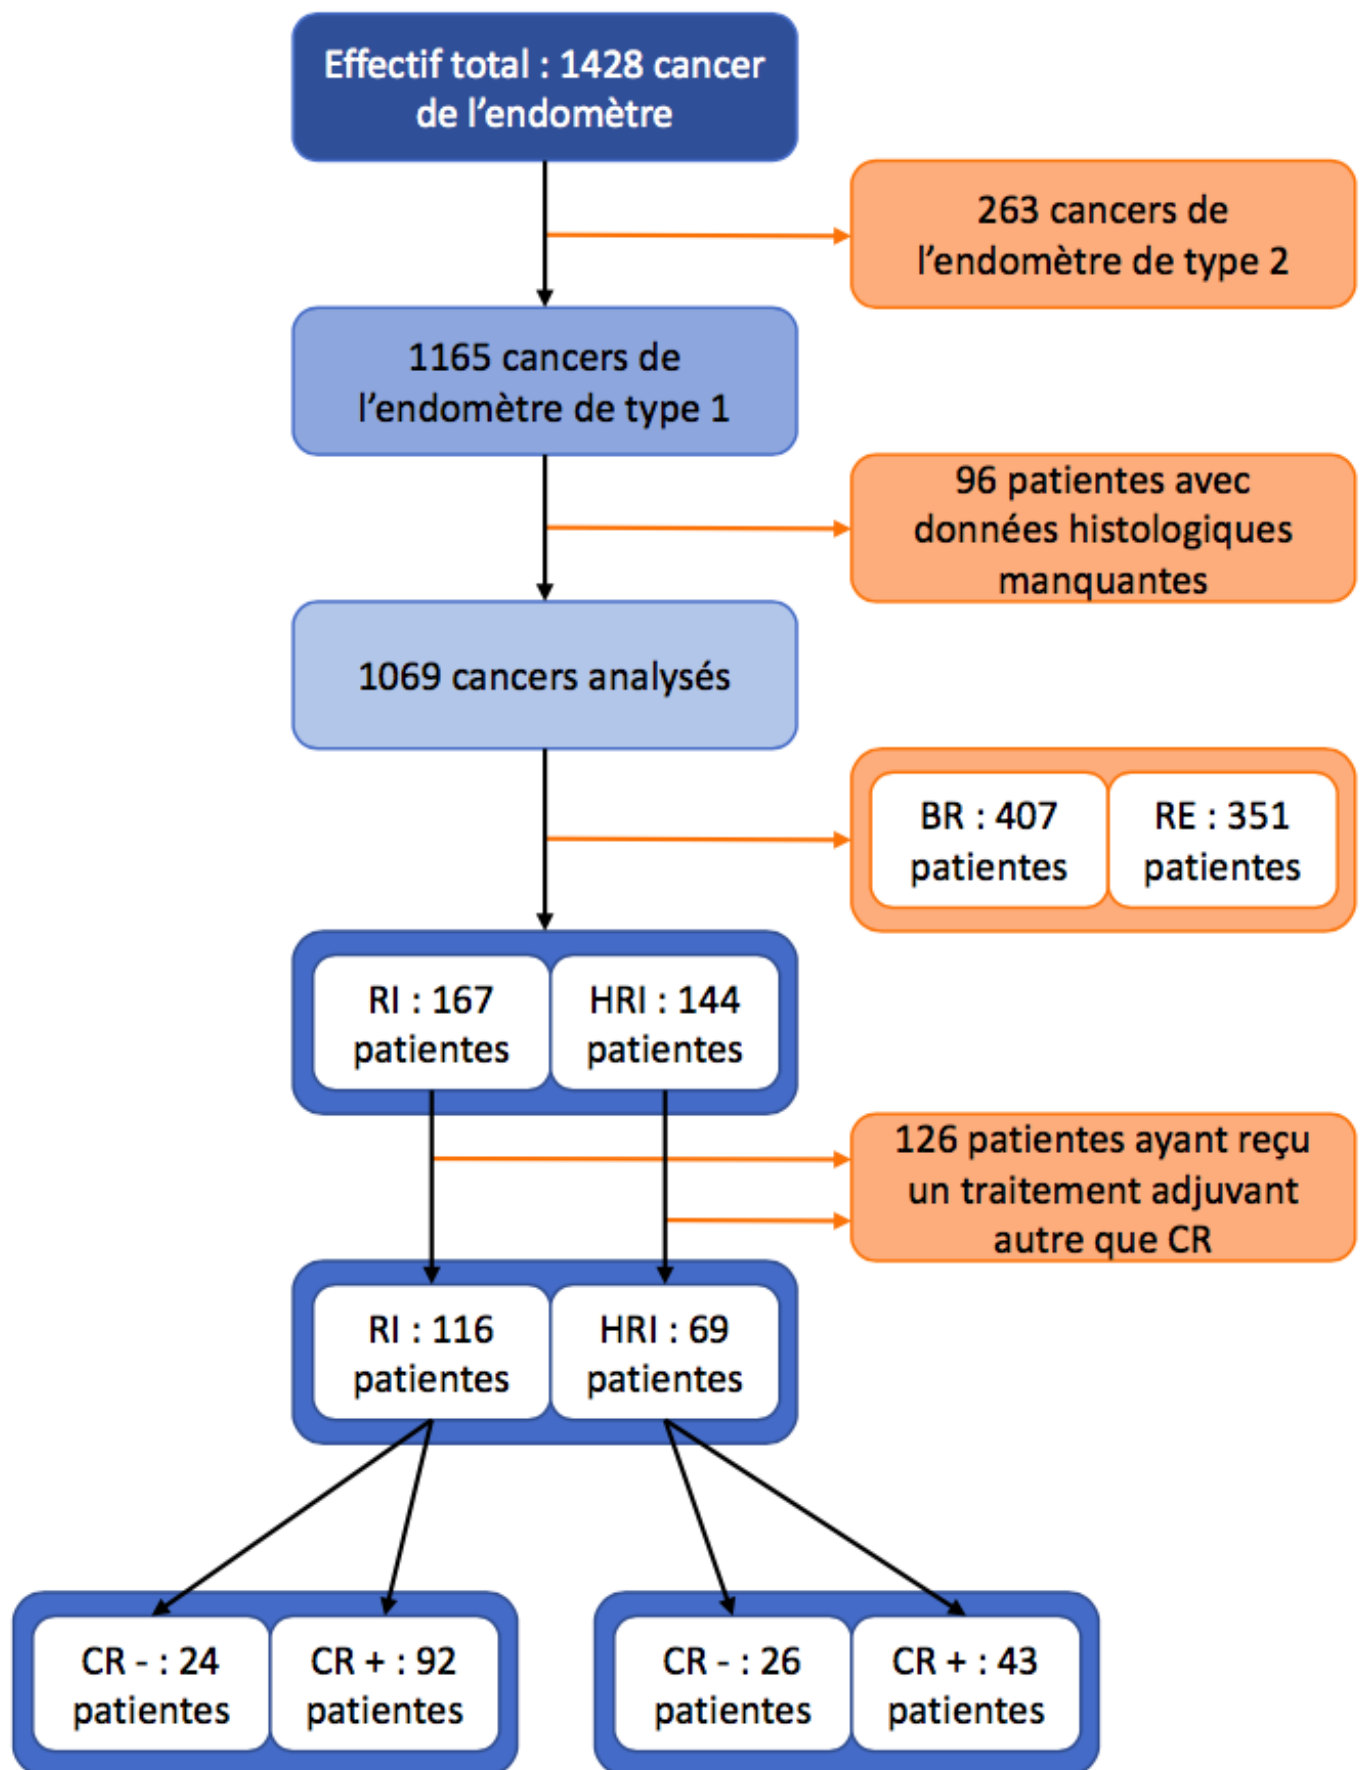 Effectif total : 1428 cancer
de l'endomètre
263 cancers de
l'endomètre de type 2
1165 cancers de
l'endomètre de type 1
96 patientes avec
données histologiques
manquantes
1069 cancers analysés
BR : 407
patientes
RE : 351
patientes
RI : 167
patientes
HRI : 144
patientes
126 patientes ayant reçu
un traitement adjuvant
autre que CR
RI : 116
patientes
HRI : 69
patientes
CR - : 24
patientes
CR + : 92
patientes
CR - : 26
patientes
CR + : 43
patientes